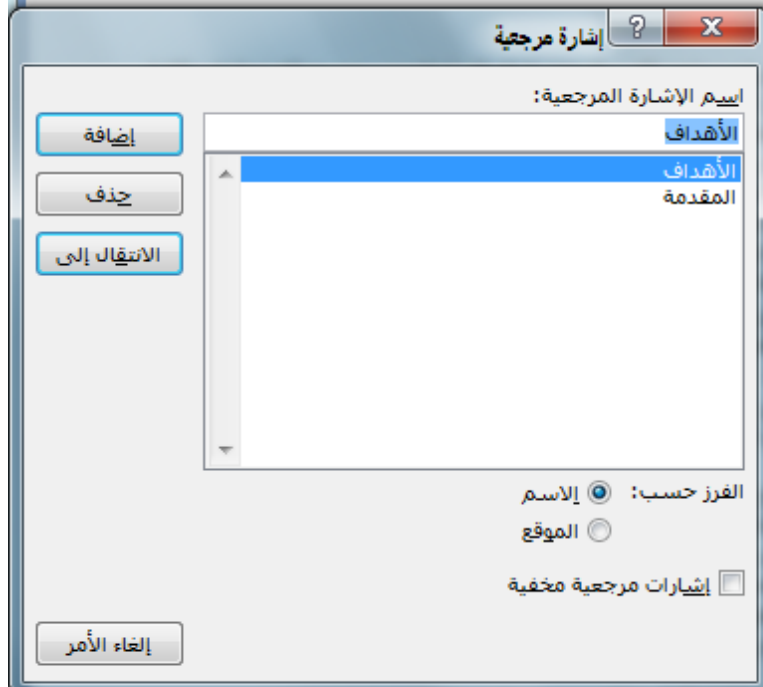 إشارة مرجعية
اسم الإشارة المرجعية:
الأهداف
إضافة
الأهداف
المقدمة
حذف
الانتقال إلى
الفرز حسب: الاسم
الموقع
إشارات مرجعية مخفية
إلغاء الأمر